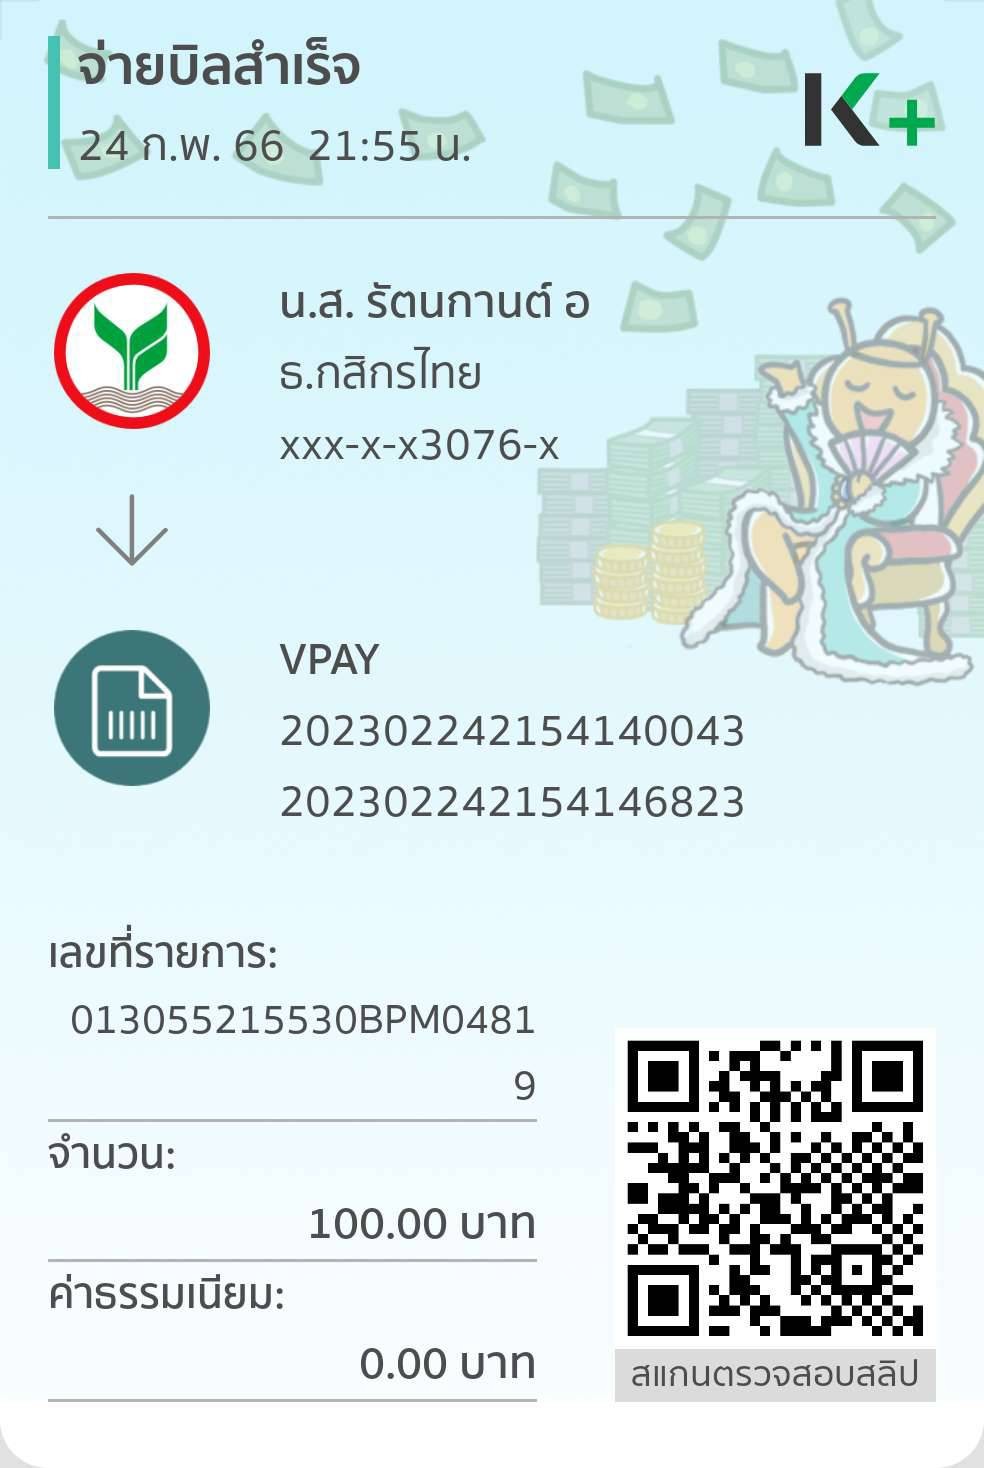 จ่ายบิลสำเร็จ
24 ก.พ. 66 21:55 น.
K+
น.ส. รัตนกานต์ อ
ธ.กสิกรไทย
xxx-x-x3076-x
VPAY
202302242154140043
202302242154146823
เลขที่รายการ:
013055215530BPM0481
9
จำนวน:
100.00 บาท
ค่าธรรมเนียม:
0.00 บาท
สแกนตรวจสอบสลิป